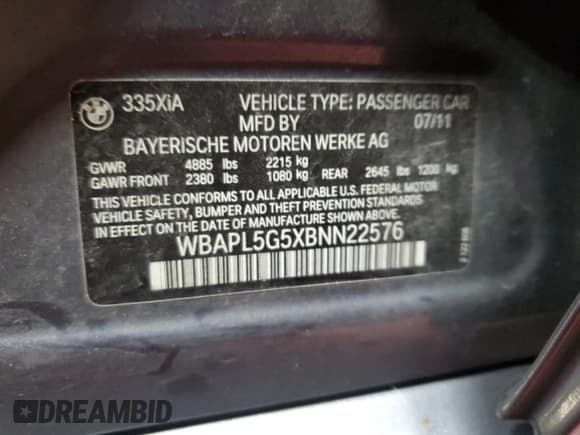 BMW
335XiA VEHICLE TYPE: PASSENGER CAR
MFD BY 07/11
BAYERISCHE MOTOREN WERKE AG
GVWR 4885 lbs 2215 kg
GAWR FRONT 2380 lbs 1080 kg REAR 2645 lbs 1200 kg
THIS VEHICLE CONFORMS TO ALL APPLICABLE U.S. FEDERAL MOTOR
VEHICLE SAFETY, BUMPER AND THEFT PREVENTION STANDARDS IN
EFFECT ON THE DATE OF MANUFACTURE SHOWN ABOVE.
WBAPL5G5XBNN22576
DREAMBID